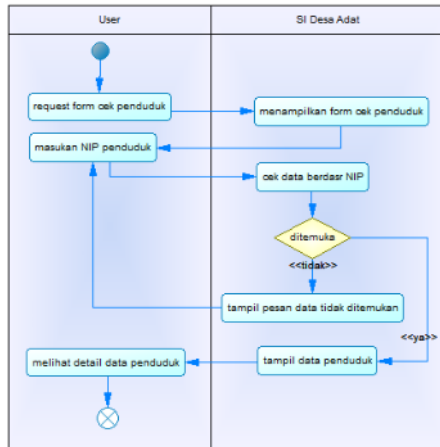 User
SI Desa Adat
request form cek penduduk
menampilkan form cek penduduk
masukan NIP penduduk
cek data berdasr NIP
ditemuka
<<tidak>>
tampil pesan data tidak ditemukan
<<ya>>
melihat detail data penduduk
tampil data penduduk